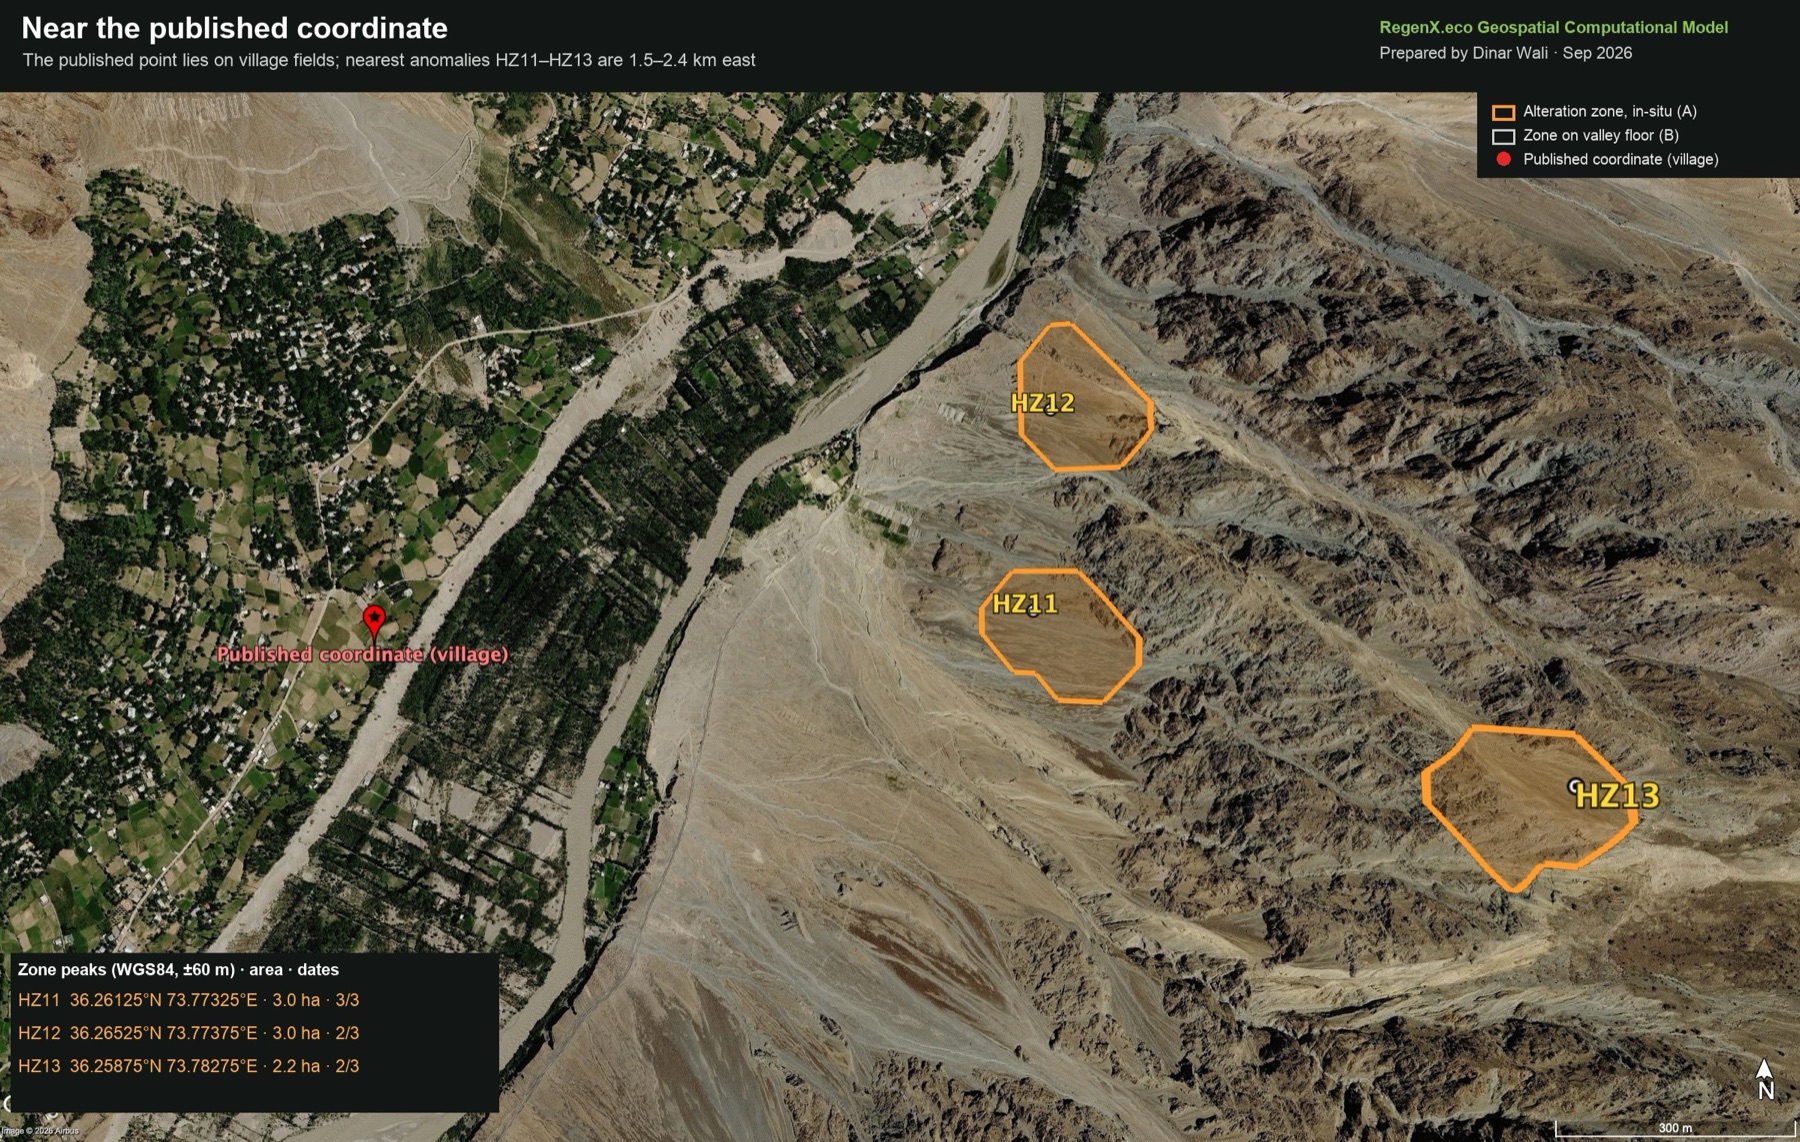 Near the published coordinate
The published point lies on village fields; nearest anomalies HZ11–HZ13 are 1.5–2.4 km east
RegenX.eco Geospatial Computational Model
Prepared by Dinar Wali · Sep 2026
Alteration zone, in-situ (A)
Zone on valley floor (B)
Published coordinate (village)
HZ12
HZ11
Published coordinate (village)
HZ13
Zone peaks (WGS84, ±60 m) · area · dates
HZ11 36.26125°N 73.77325°E · 3.0 ha · 3/3
HZ12 36.26525°N 73.77375°E · 3.0 ha · 2/3
HZ13 36.25875°N 73.78275°E · 2.2 ha · 2/3
N
300 m
Image © 2026 Airbus